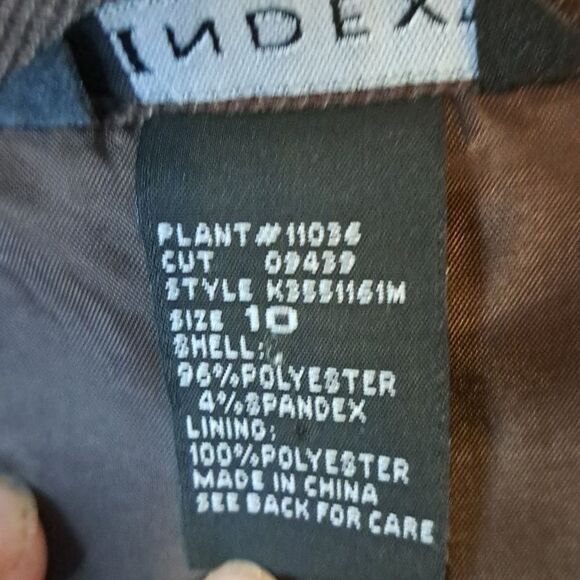 INDEX
PLANT#11036
CUT 09439
STYLE K3551161M
SIZE 10
SHELL:
96%POLYESTER
4%SPANDEX
LINING:
100%POLYESTER
MADE IN CHINA
SEE BACK FOR CARE